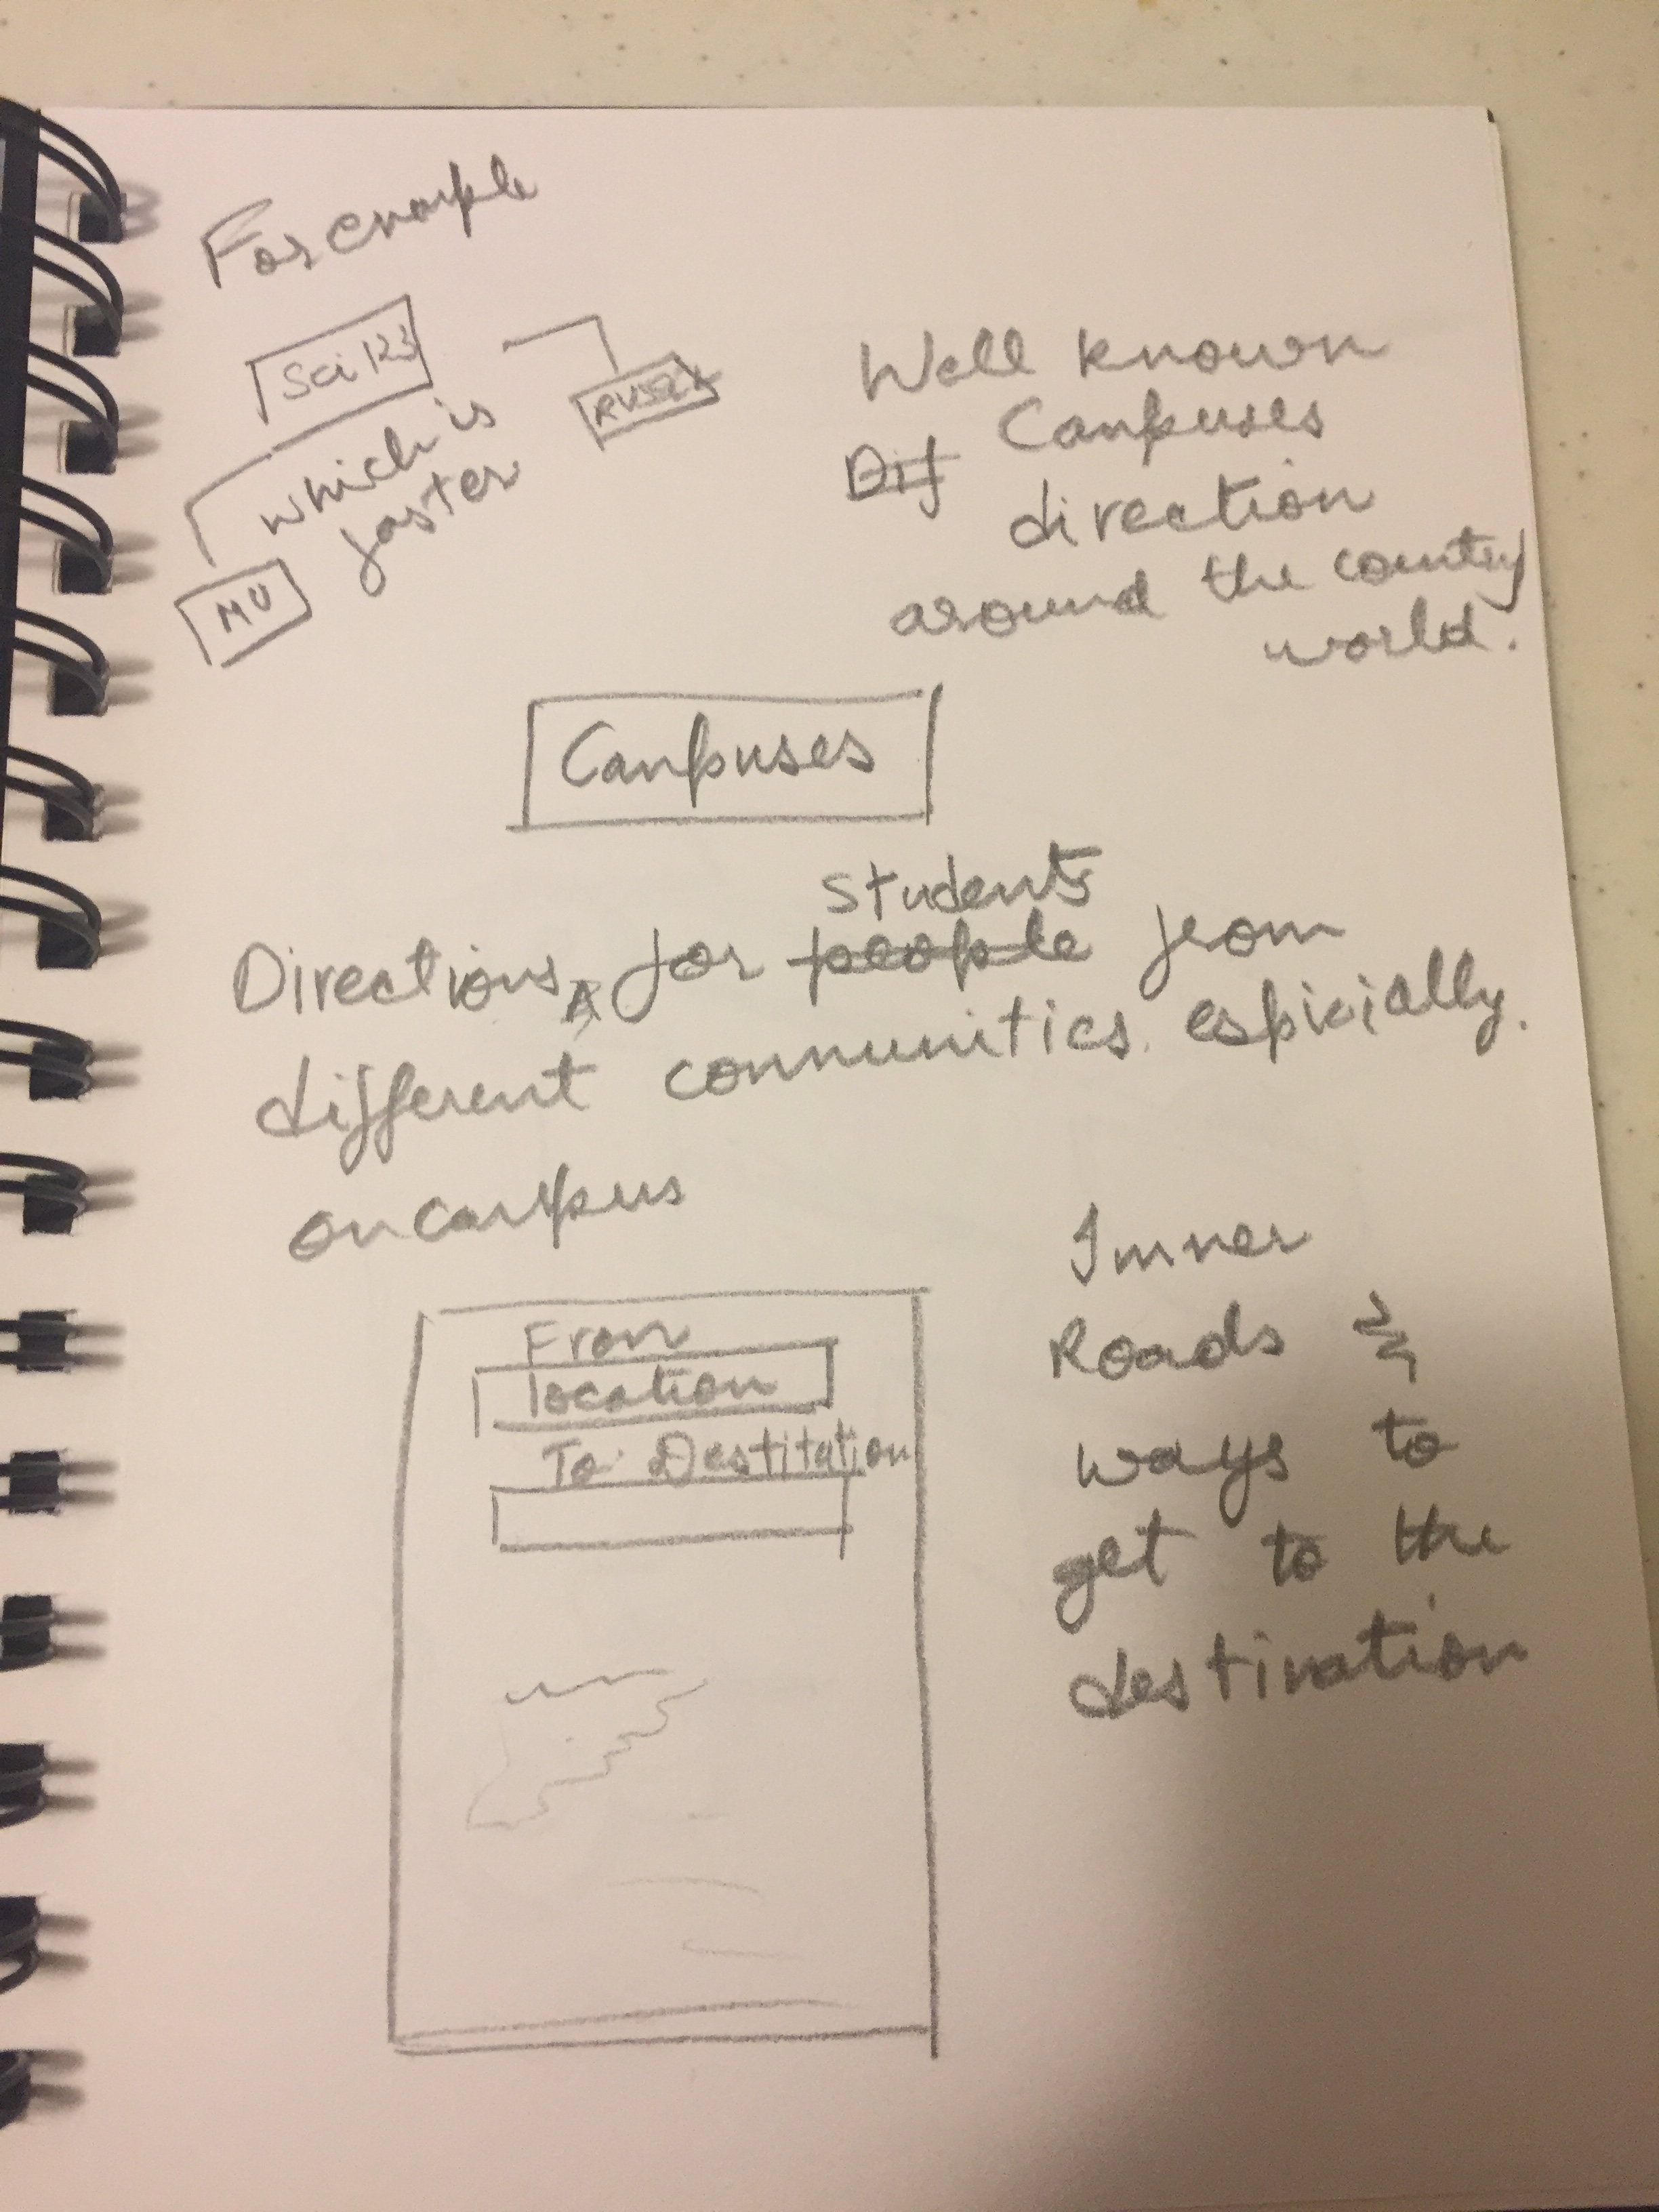 For example
Sci 123
which is
faster
MU
Well known
Campuses
Dif direction
around the country
world.
Campuses
students
Directions for people from
different communities. espicially.
on campus
From
location
To Destitation
Inner
Roads &
ways to
get to the
destination